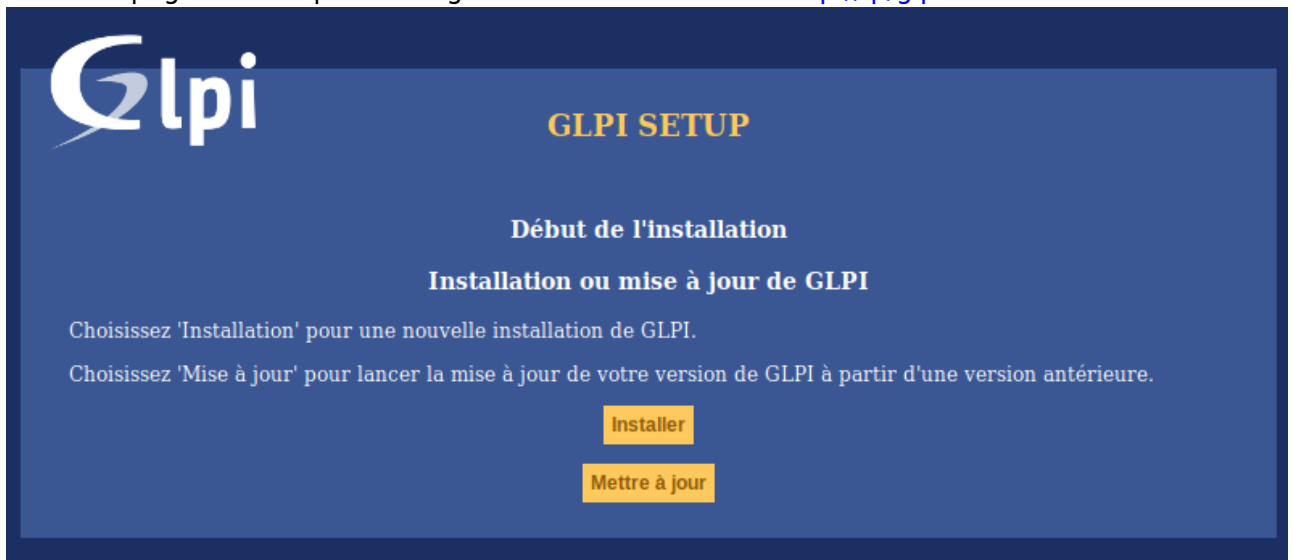 Glpi
GLPI SETUP
Début de l'installation
Installation ou mise à jour de GLPI
Choisissez 'Installation' pour une nouvelle installation de GLPI.
Choisissez 'Mise à jour' pour lancer la mise à jour de votre version de GLPI à partir d'une version antérieure.
Installer
Mettre à jour